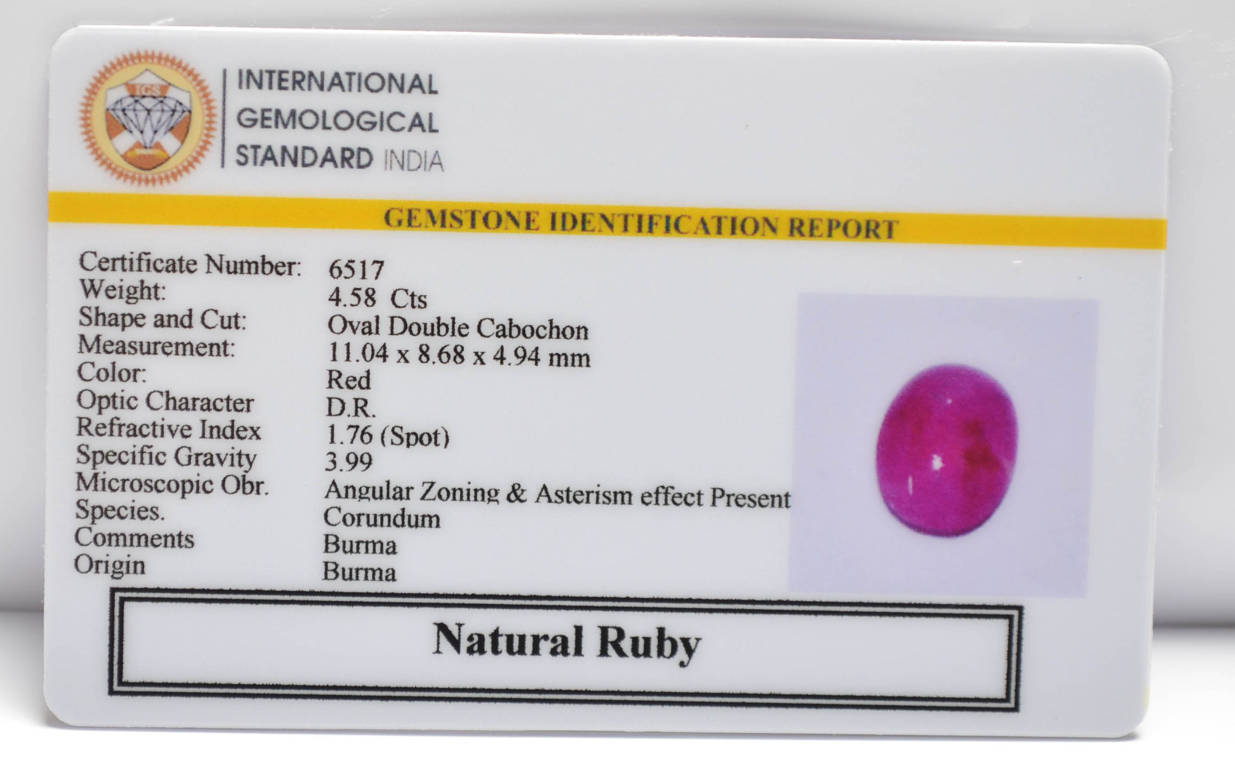 IGS
INTERNATIONAL
GEMOLOGICAL
STANDARD INDIA
GEMSTONE IDENTIFICATION REPORT
Certificate Number: 6517
Weight: 4.58 Cts
Shape and Cut: Oval Double Cabochon
Measurement: 11.04 x 8.68 x 4.94 mm
Color: Red
Optic Character D.R.
Refractive Index 1.76 (Spot)
Specific Gravity 3.99
Microscopic Obr. Angular Zoning & Asterism effect Present
Species. Corundum
Comments Burma
Origin Burma
Natural Ruby